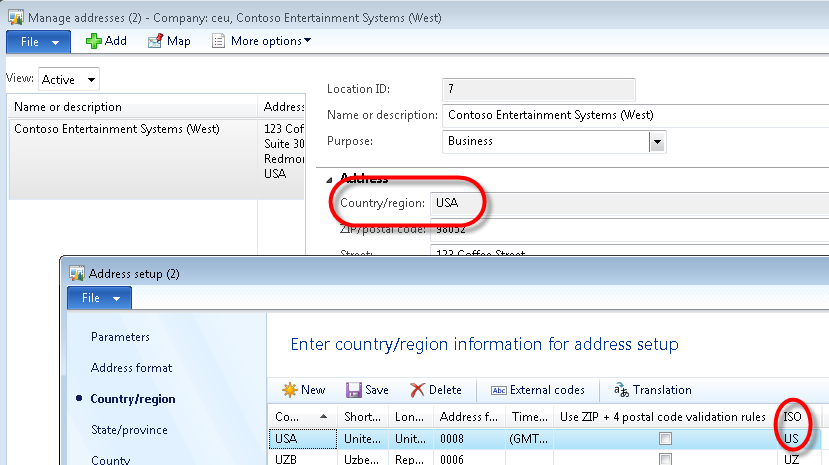 Manage addresses (2) - Company: ceu, Contoso Entertainment Systems (West)
File Add Map More options
View: Active
Name or description Address
Contoso Entertainment Systems (West) 123 Cof
Suite 30
Redmor
USA
Location ID: 7
Name or description: Contoso Entertainment Systems (West)
Purpose: Business
Address
Country/region: USA
ZIP/postal code: 98052
Street: 123 Coffee Street
Address setup (2)
File
Parameters
Address format
Country/region
State/province
County
Enter country/region information for address setup
New Save Delete Abc External codes Translation
Co... Short... Lon... Address f... Time... Use ZIP + 4 postal code validation rules ISO
USA Unite... Unit... 0008 (GMT... US
UZB Uzbe... Rep... 0006 UZ